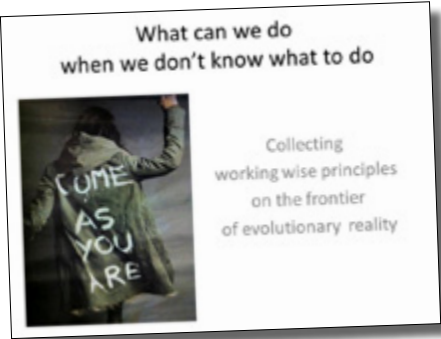 What can we do
when we don't know what to do
COME
AS
YOU
ARE
Collecting
working wise principles
on the frontier
of evolutionary reality